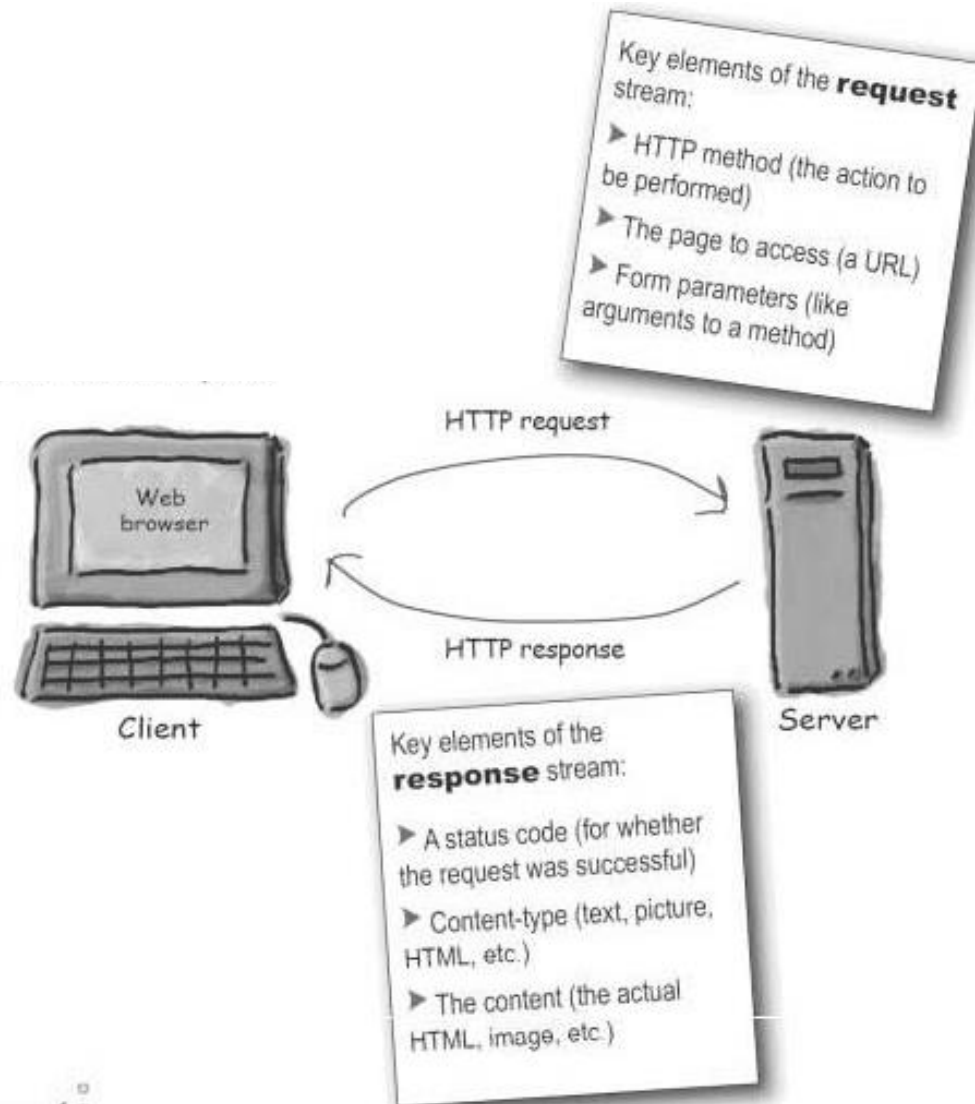 Key elements of the request
stream:
➤ HTTP method (the action to
be performed)
➤ The page to access (a URL)
➤ Form parameters (like
arguments to a method)
HTTP request
Web
browser
HTTP response
Client
Server
Key elements of the
response stream:
➤ A status code (for whether
the request was successful)
➤ Content-type (text, picture,
HTML, etc.)
➤ The content (the actual
HTML, image, etc.)